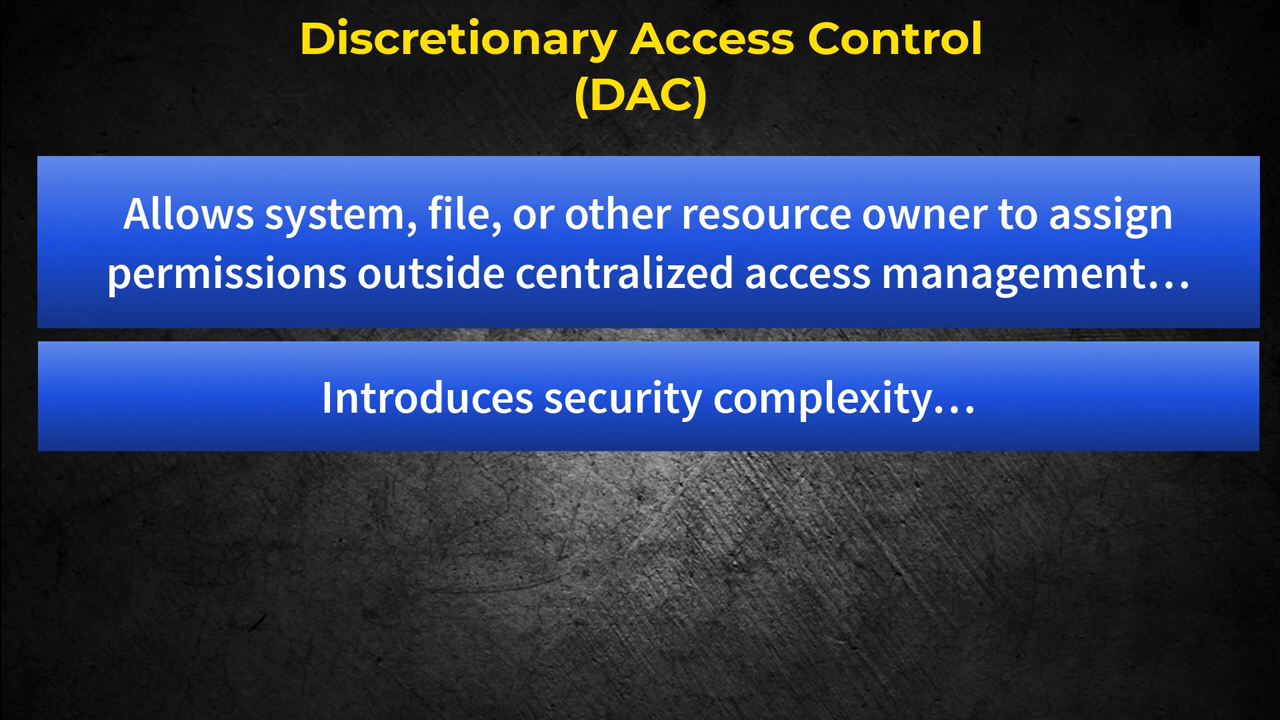 Discretionary Access Control
(DAC)
Allows system, file, or other resource owner to assign
permissions outside centralized access management…
Introduces security complexity…